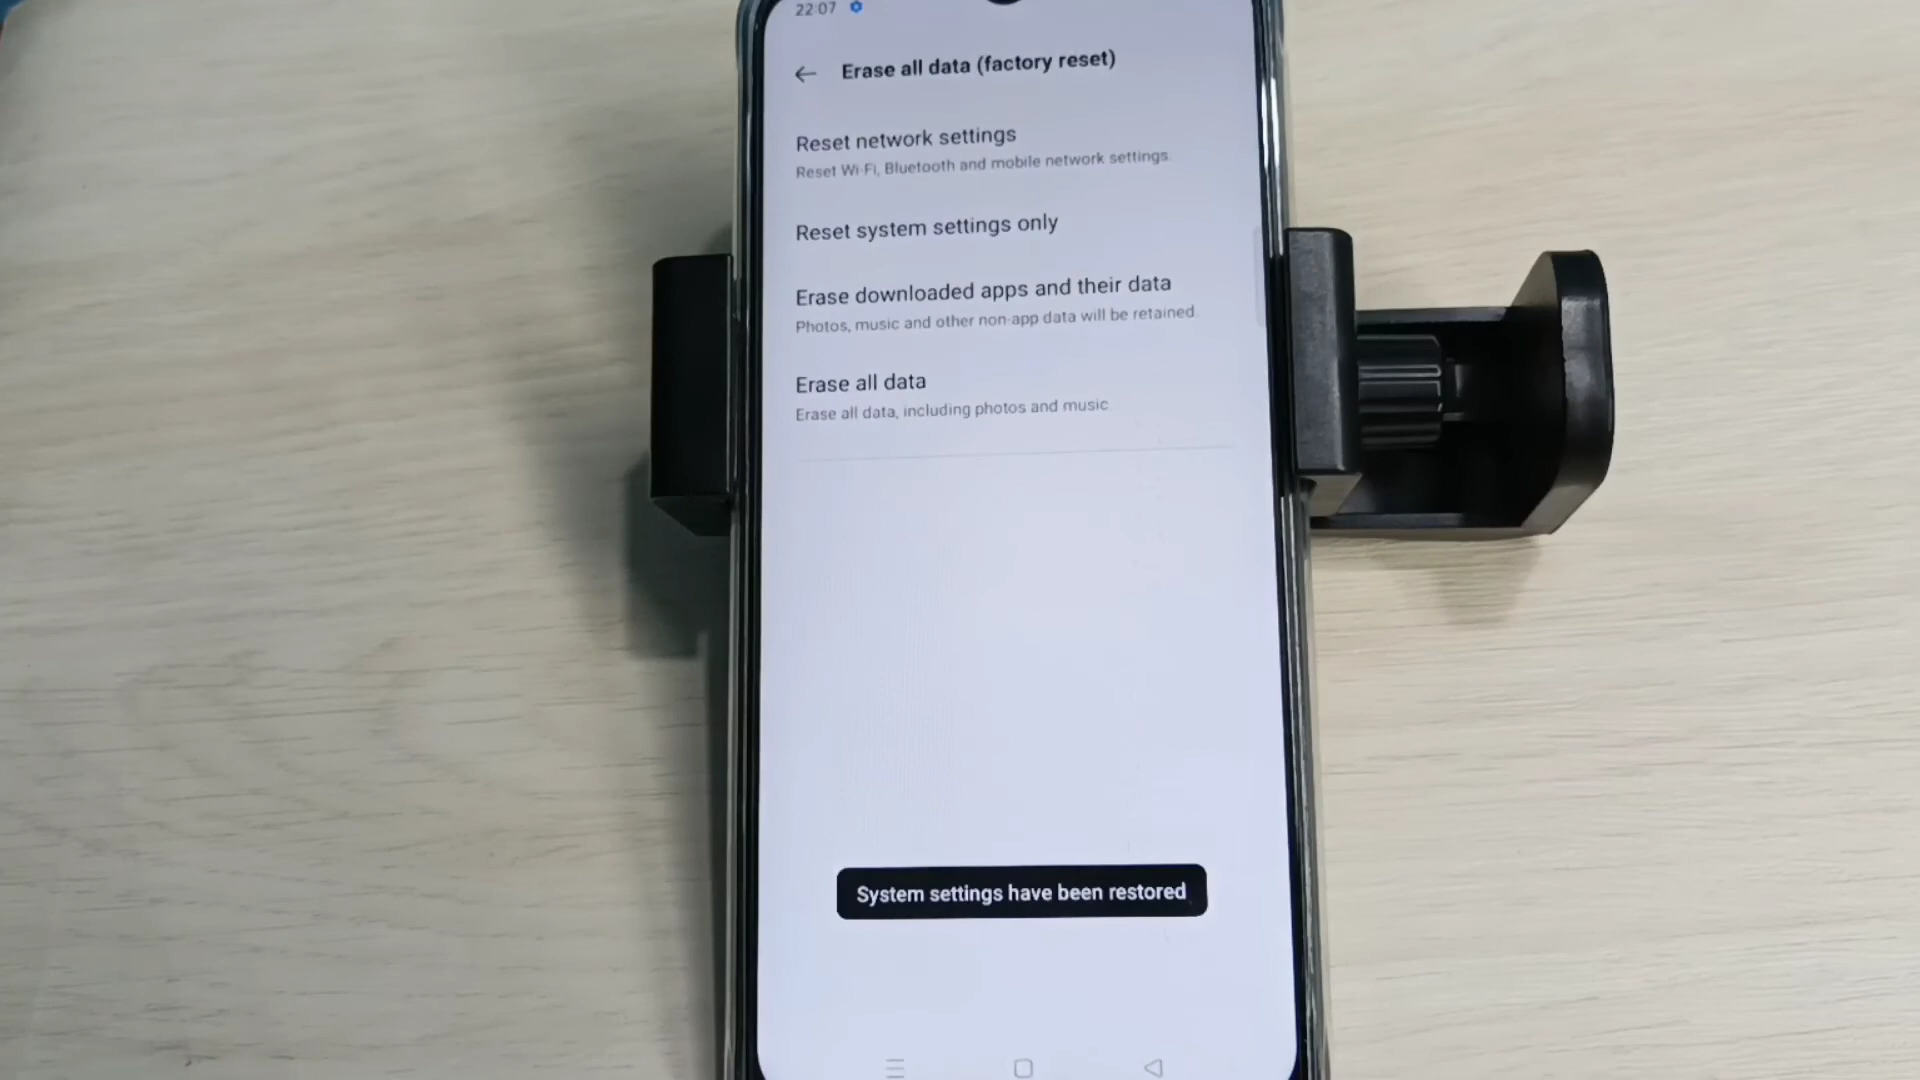 22:07
Erase all data (factory reset)
Reset network settings
Reset Wi-Fi, Bluetooth and mobile network settings.
Reset system settings only
Erase downloaded apps and their data
Photos, music and other non-app data will be retained.
Erase all data
Erase all data, including photos and music.
System settings have been restored